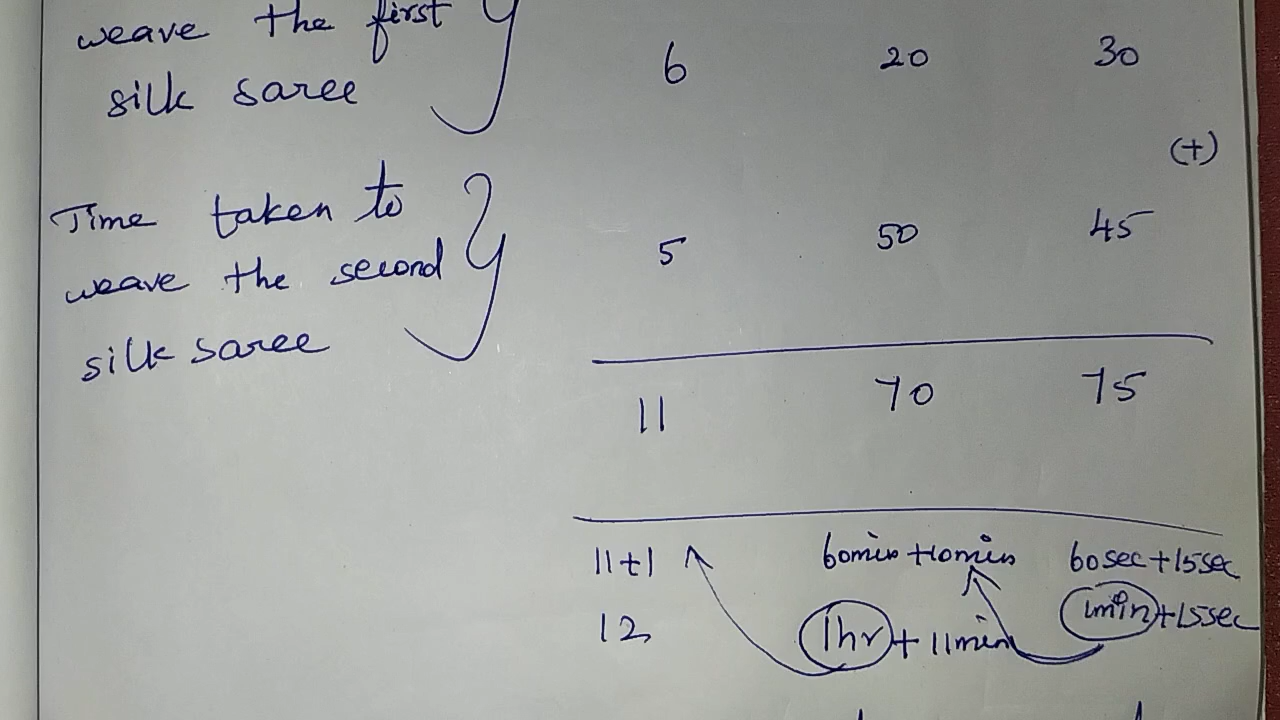 weave the first
silk saree 6 20 30
(+)
Time taken to
weave the second 5 50 45
silk saree
11 70 75
11+1 60min +10min 60sec+15sec
12 1hr + 11min 1min+15sec